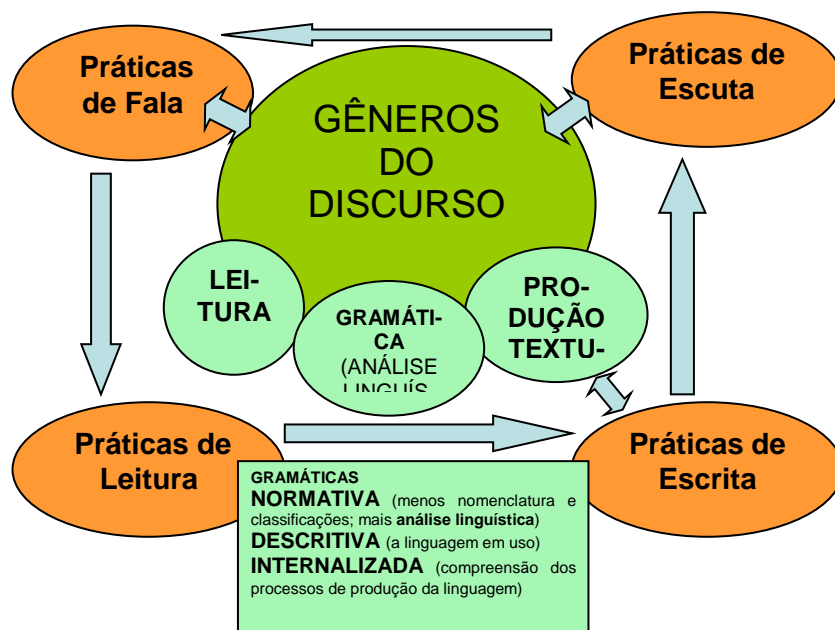 Práticas
de Fala
Práticas de
Escuta
GÊNEROS
DO
DISCURSO
LEI-
TURA
GRAMÁTI-
CA
(ANÁLISE
LINGUÍS
PRO-
DUÇÃO
TEXTU-
Práticas de
Leitura
Práticas de
Escrita
GRAMÁTICAS
NORMATIVA (menos nomenclatura e
classificações; mais análise linguística)
DESCRITIVA (a linguagem em uso)
INTERNALIZADA (compreensão dos
processos de produção da linguagem)